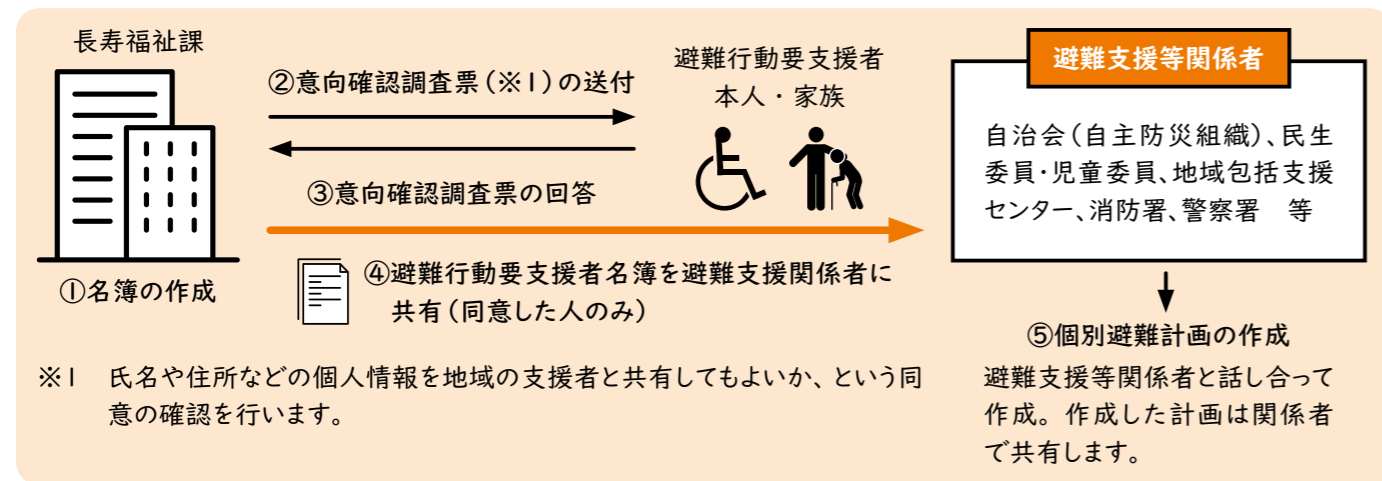 長寿福祉課
①名簿の作成
②意向確認調査票(※1)の送付
③意向確認調査票の回答
避難行動要支援者
本人・家族
④避難行動要支援者名簿を避難支援関係者に
共有(同意した人のみ)
避難支援等関係者
自治会(自主防災組織)、民生
委員・児童委員、地域包括支援
センター、消防署、警察署　等
⑤個別避難計画の作成
避難支援等関係者と話し合って
作成。作成した計画は関係者
で共有します。
※1　氏名や住所などの個人情報を地域の支援者と共有してもよいか、という同
意の確認を行います。